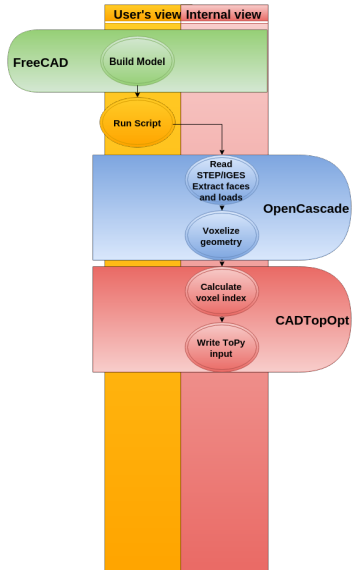 User's view
Internal view
FreeCAD
Build Model
Run Script
Read
STEP/IGES
Extract faces
and loads
OpenCascade
Voxelize
geometry
Calculate
voxel index
CADTopOpt
Write ToPy
input